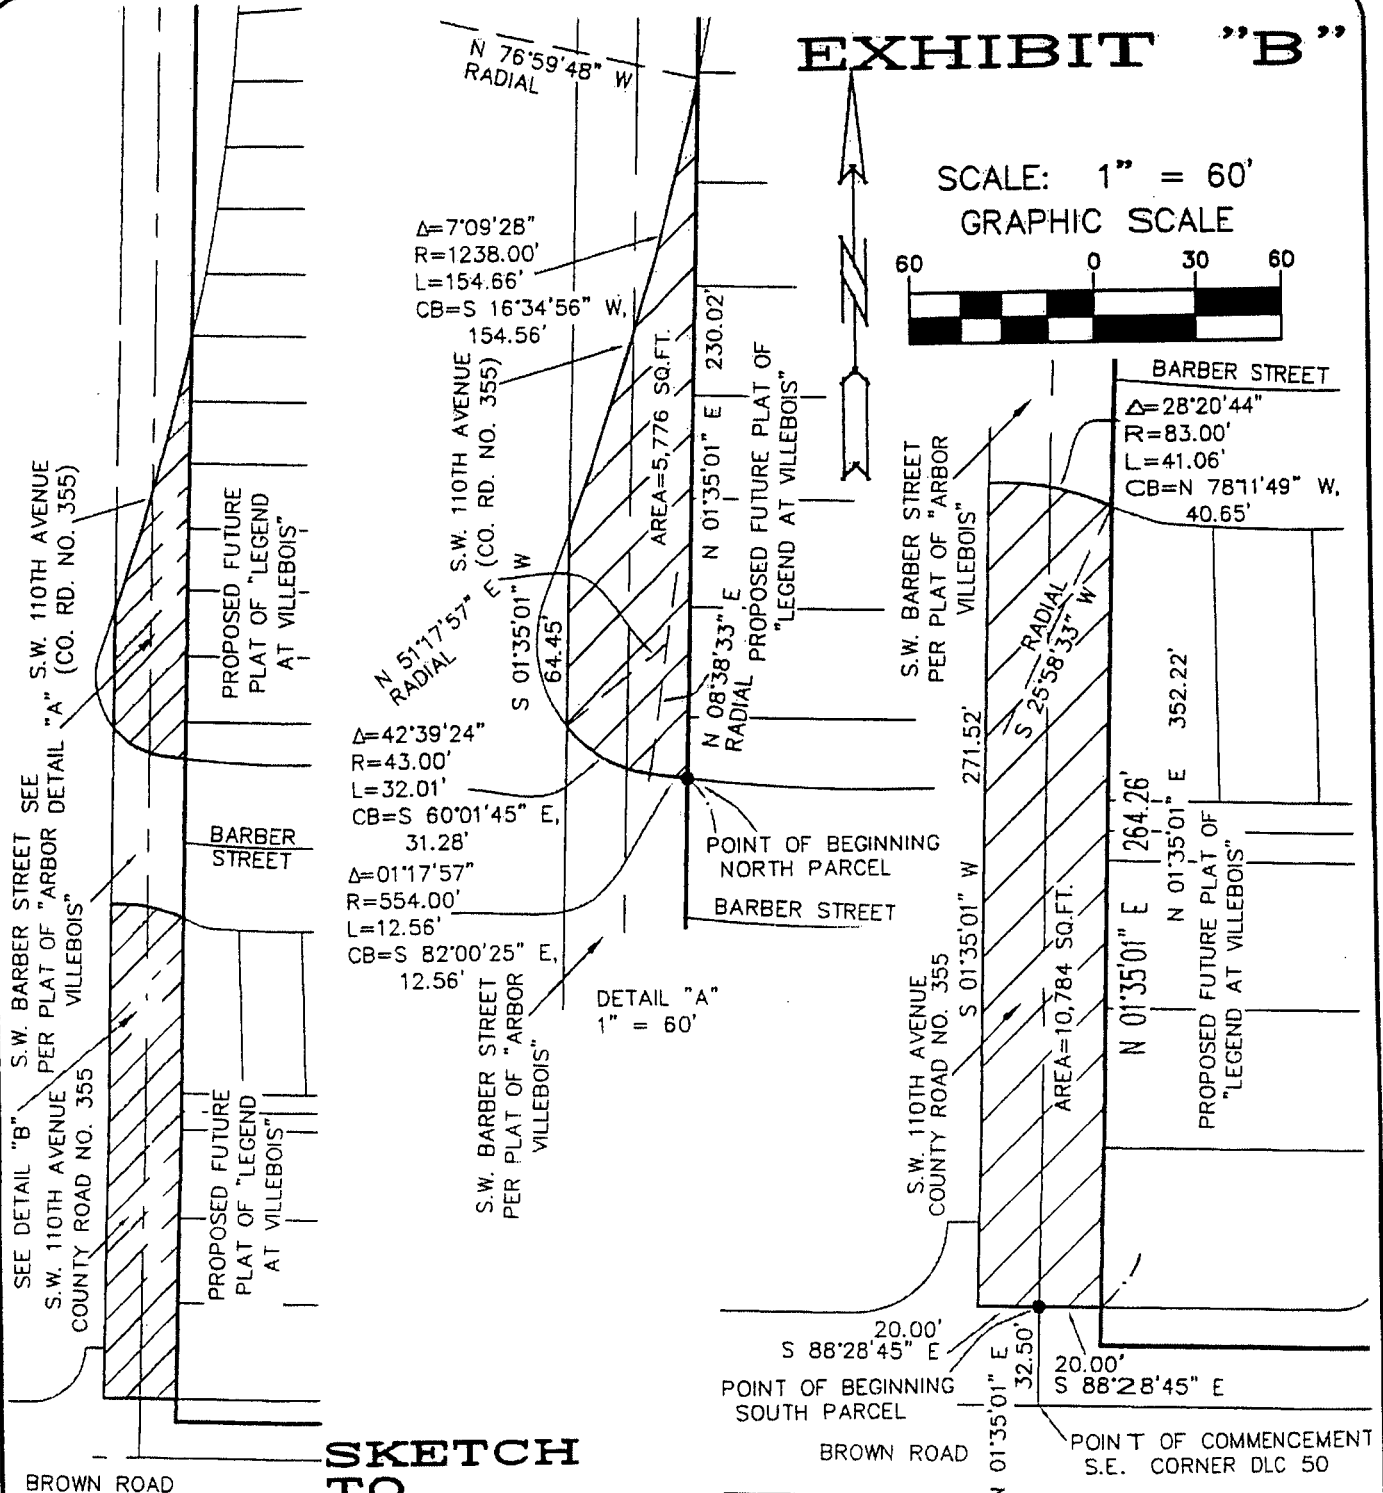 EXHIBIT "B"
SCALE: 1" = 60'
GRAPHIC SCALE
60 0 30 60
N 76°59'48" W
RADIAL
Δ=7°09'28"
R=1238.00'
L=154.66'
CB=S 16°34'56" W,
154.56'
S.W. 110TH AVENUE
(CO. RD. NO. 355)
AREA=5,776 SQ.FT.
N 01°35'01" E 230.02'
PROPOSED FUTURE PLAT OF
"LEGEND AT VILLEBOIS"
S 01°35'01" W
64.45'
N 51°17'57" E
RADIAL
N 08°38'33" E
RADIAL
Δ=42°39'24"
R=43.00'
L=32.01'
CB=S 60°01'45" E,
31.28'
Δ=01°17'57"
R=554.00'
L=12.56'
CB=S 82°00'25" E,
12.56'
POINT OF BEGINNING
NORTH PARCEL
BARBER STREET
S.W. BARBER STREET
PER PLAT OF "ARBOR
VILLEBOIS"
DETAIL "A"
1" = 60'
S.W. 110TH AVENUE
(CO. RD. NO. 355)
PROPOSED FUTURE
PLAT OF "LEGEND
AT VILLEBOIS"
SEE
DETAIL "A"
S.W. BARBER STREET
PER PLAT OF "ARBOR
VILLEBOIS"
BARBER
STREET
SEE DETAIL "B"
S.W. 110TH AVENUE
COUNTY ROAD NO. 355
PROPOSED FUTURE
PLAT OF "LEGEND
AT VILLEBOIS"
BROWN ROAD
BARBER STREET
Δ=28°20'44"
R=83.00'
L=41.06'
CB=N 78°11'49" W,
40.65'
S.W. BARBER STREET
PER PLAT OF "ARBOR
VILLEBOIS"
RADIAL
S 25°58'33" W
S 01°35'01" W 271.52'
S.W. 110TH AVENUE
COUNTY ROAD NO. 355
AREA=10,784 SQ.FT.
N 01°35'01" E 264.26'
N 01°35'01" E 352.22'
PROPOSED FUTURE PLAT OF
"LEGEND AT VILLEBOIS"
20.00'
S 88°28'45" E
POINT OF BEGINNING
SOUTH PARCEL
N 01°35'01" E
32.50'
20.00'
S 88°28'45" E
BROWN ROAD
POINT OF COMMENCEMENT
S.E. CORNER DLC 50
SKETCH
TO